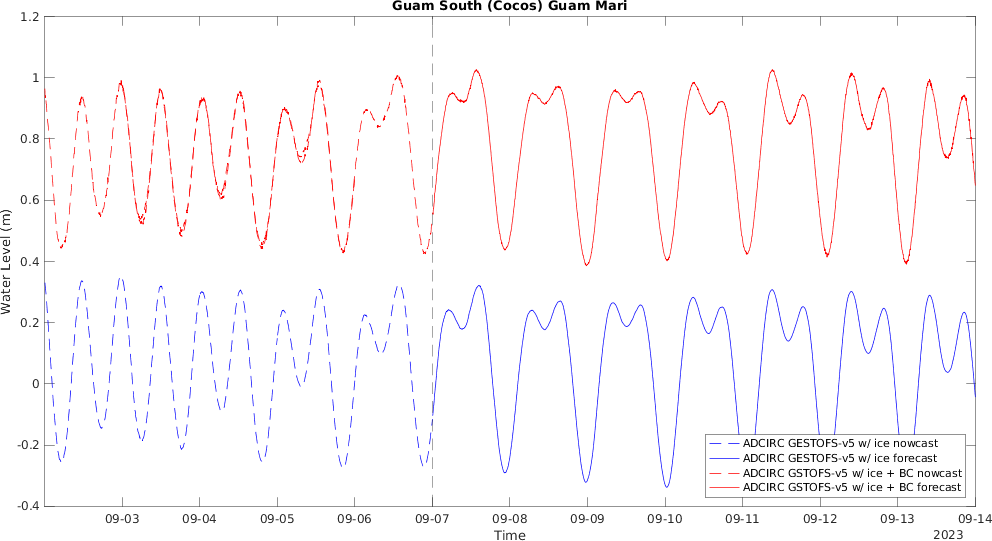 Guam South (Cocos) Guam Mari
Water Level (m)
1.2
1
0.8
0.6
0.4
0.2
0
-0.2
-0.4
ADCIRC GESTOFS-v5 w/ ice nowcast
ADCIRC GESTOFS-v5 w/ ice forecast
ADCIRC GSTOFS-v5 w/ ice + BC nowcast
ADCIRC GSTOFS-v5 w/ ice + BC forecast
09-03 09-04 09-05 09-06 09-07 09-08 09-09 09-10 09-11 09-12 09-13 09-14
Time
2023